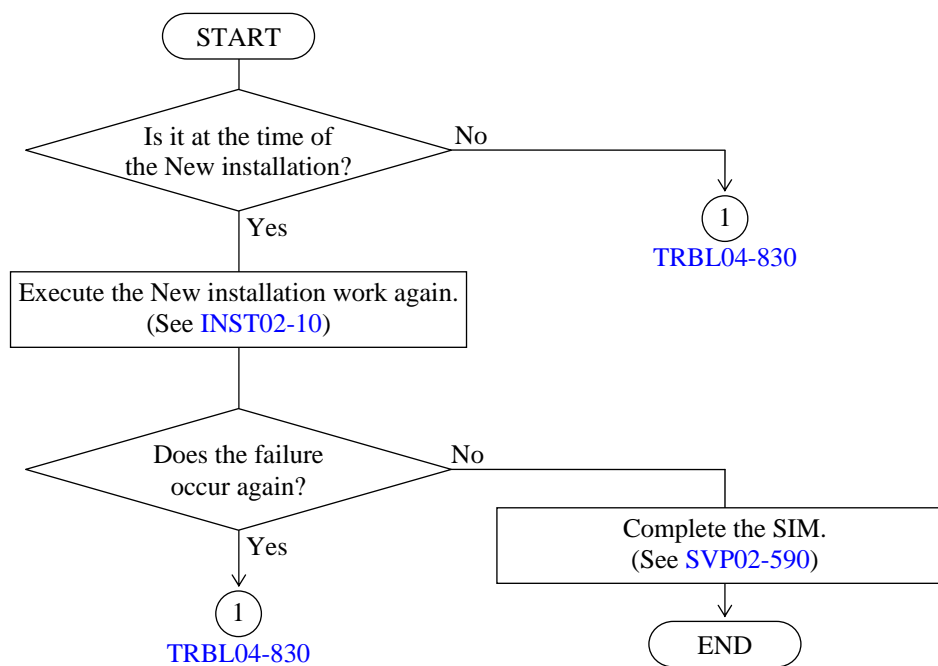 START
Is it at the time of
the New installation?
No
Yes
1
TRBL04-830
Execute the New installation work again.
(See INST02-10)
Does the failure
occur again?
No
Yes
Complete the SIM.
(See SVP02-590)
1
TRBL04-830
END